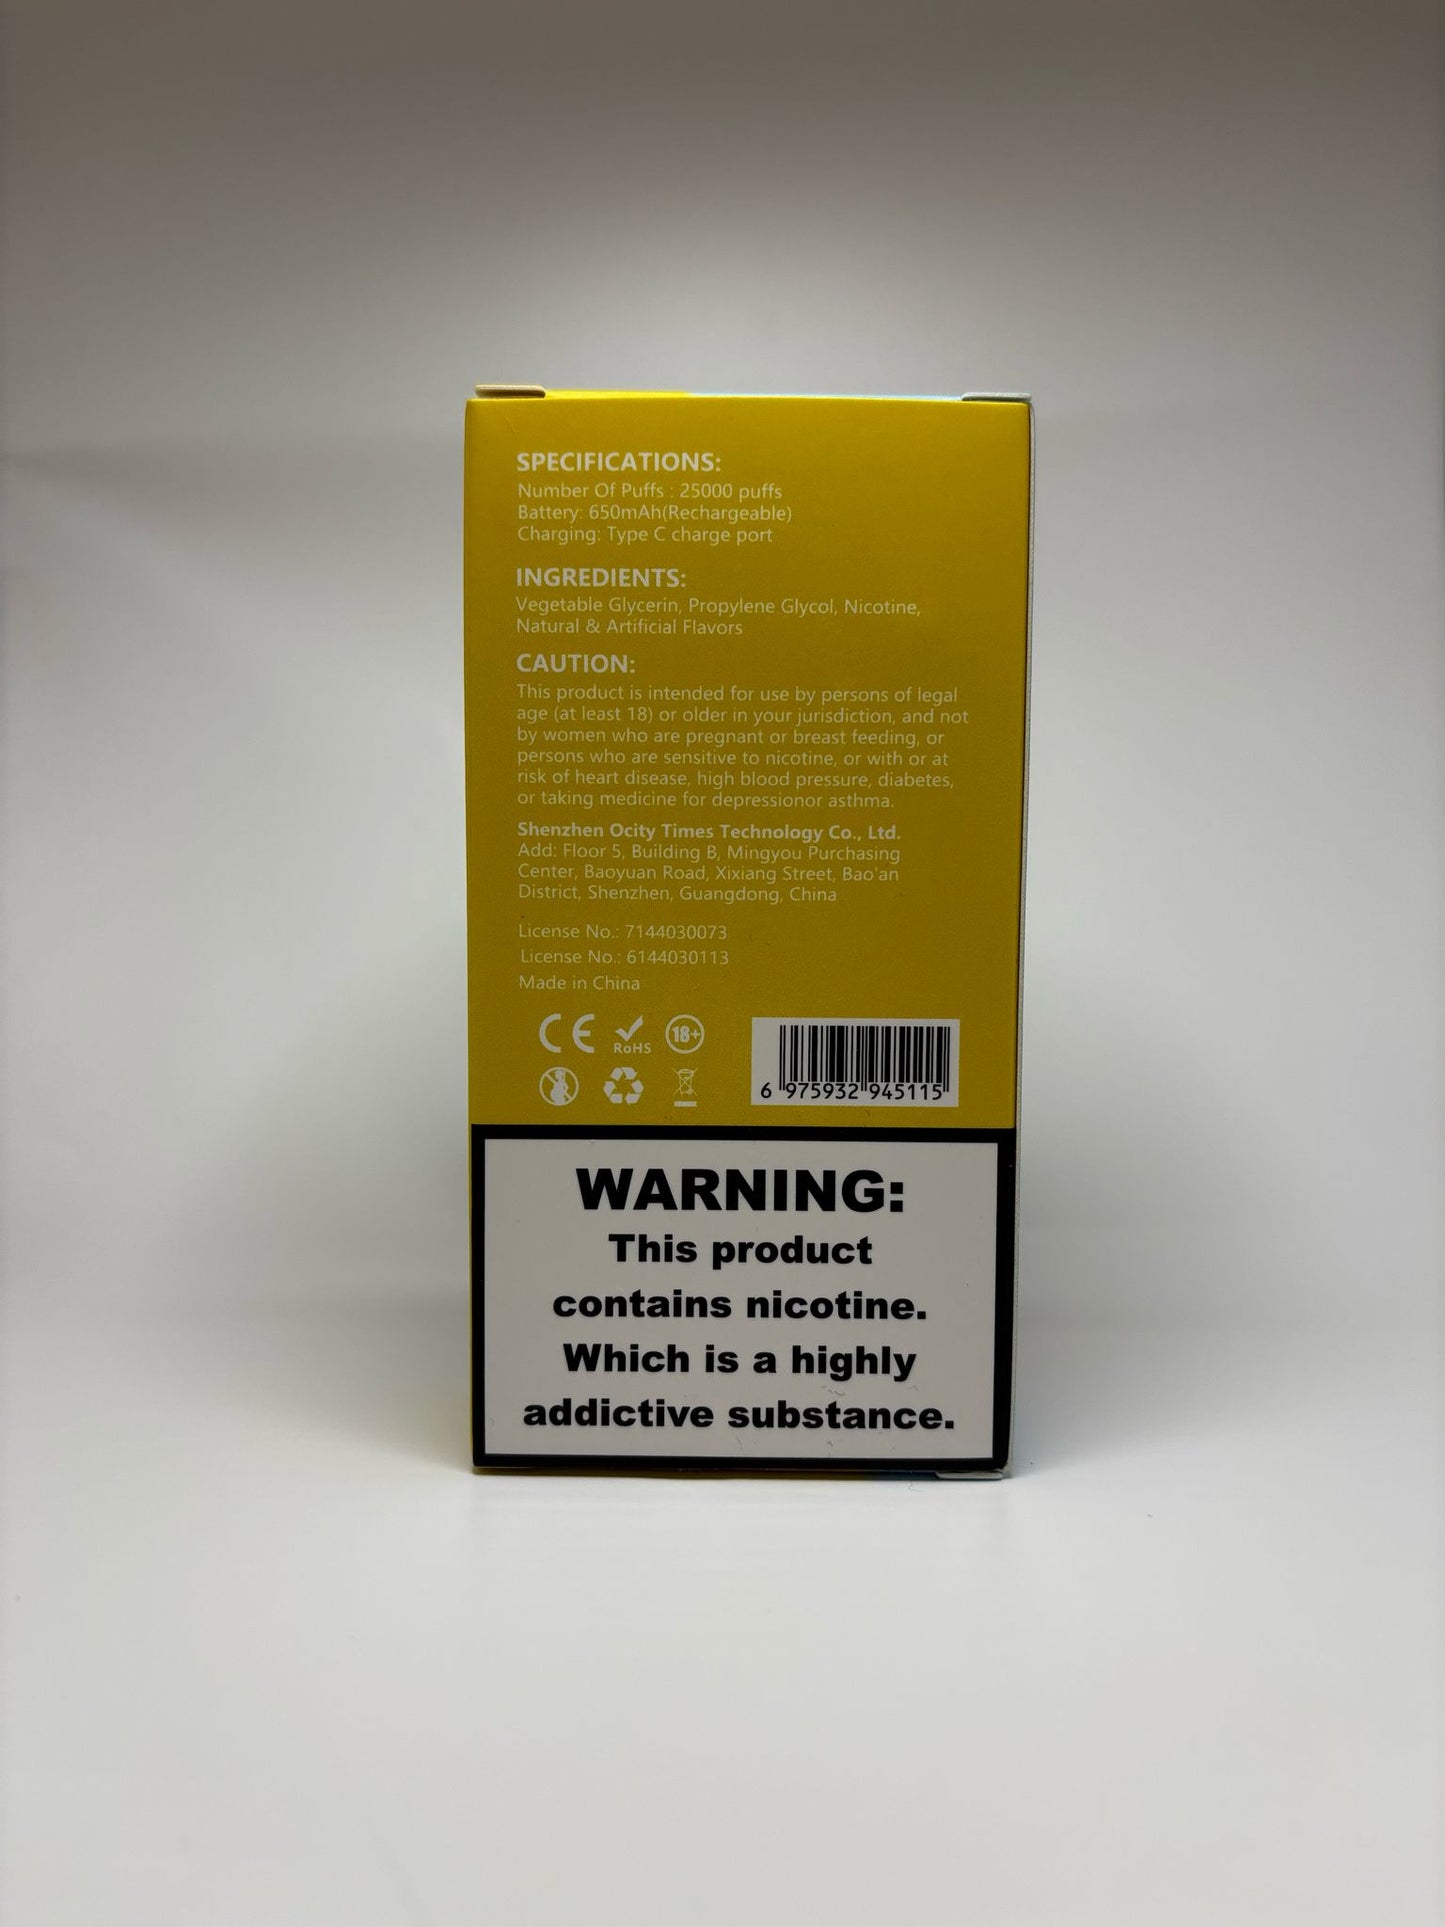 SPECIFICATIONS:
Number Of Puffs : 25000 puffs
Battery: 650mAh(Rechargeable)
Charging: Type C charge port
INGREDIENTS:
Vegetable Glycerin, Propylene Glycol, Nicotine,
Natural & Artificial Flavors
CAUTION:
This product is intended for use by persons of legal
age (at least 18) or older in your jurisdiction, and not
by women who are pregnant or breast feeding, or
persons who are sensitive to nicotine, or with or at
risk of heart disease, high blood pressure, diabetes,
or taking medicine for depressionor asthma.
Shenzhen Ocity Times Technology Co., Ltd.
Add: Floor 5, Building B, Mingyou Purchasing
Center, Baoyuan Road, Xixiang Street, Bao'an
District, Shenzhen, Guangdong, China
License No.: 7144030073
License No.: 6144030113
Made in China
CE RoHS 18+
6 975932 945115
WARNING:
This product
contains nicotine.
Which is a highly
addictive substance.